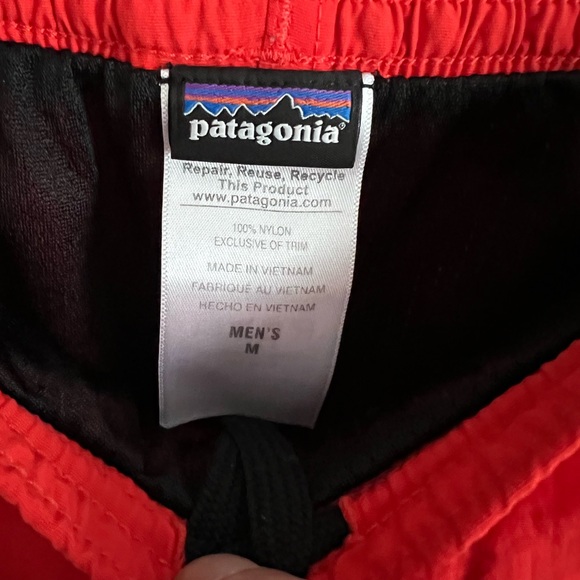 patagonia®
Repair, Reuse, Recycle
This Product
www.patagonia.com
100% NYLON
EXCLUSIVE OF TRIM
MADE IN VIETNAM
FABRIQUÉ AU VIETNAM
HECHO EN VIETNAM
MEN'S
M